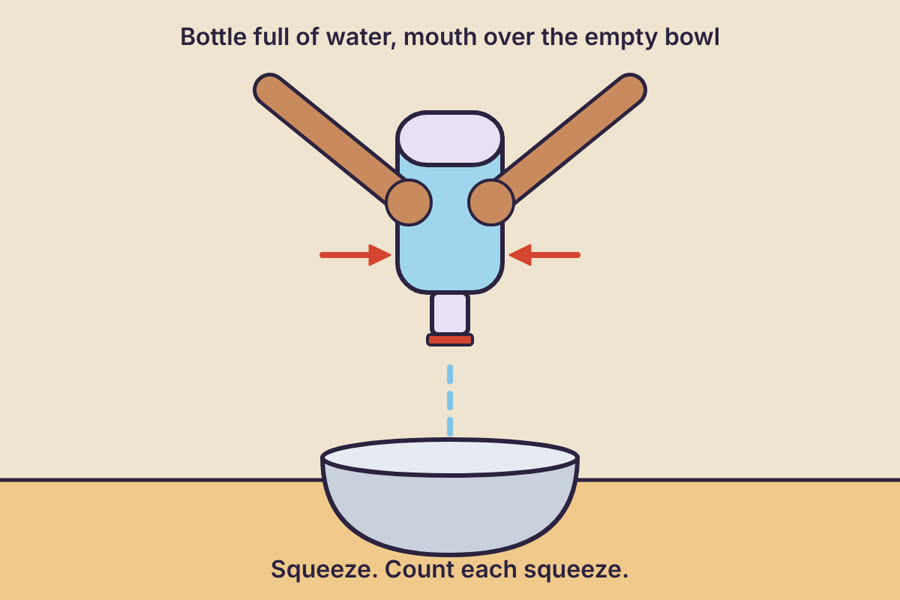 Bottle full of water, mouth over the empty bowl
Squeeze. Count each squeeze.